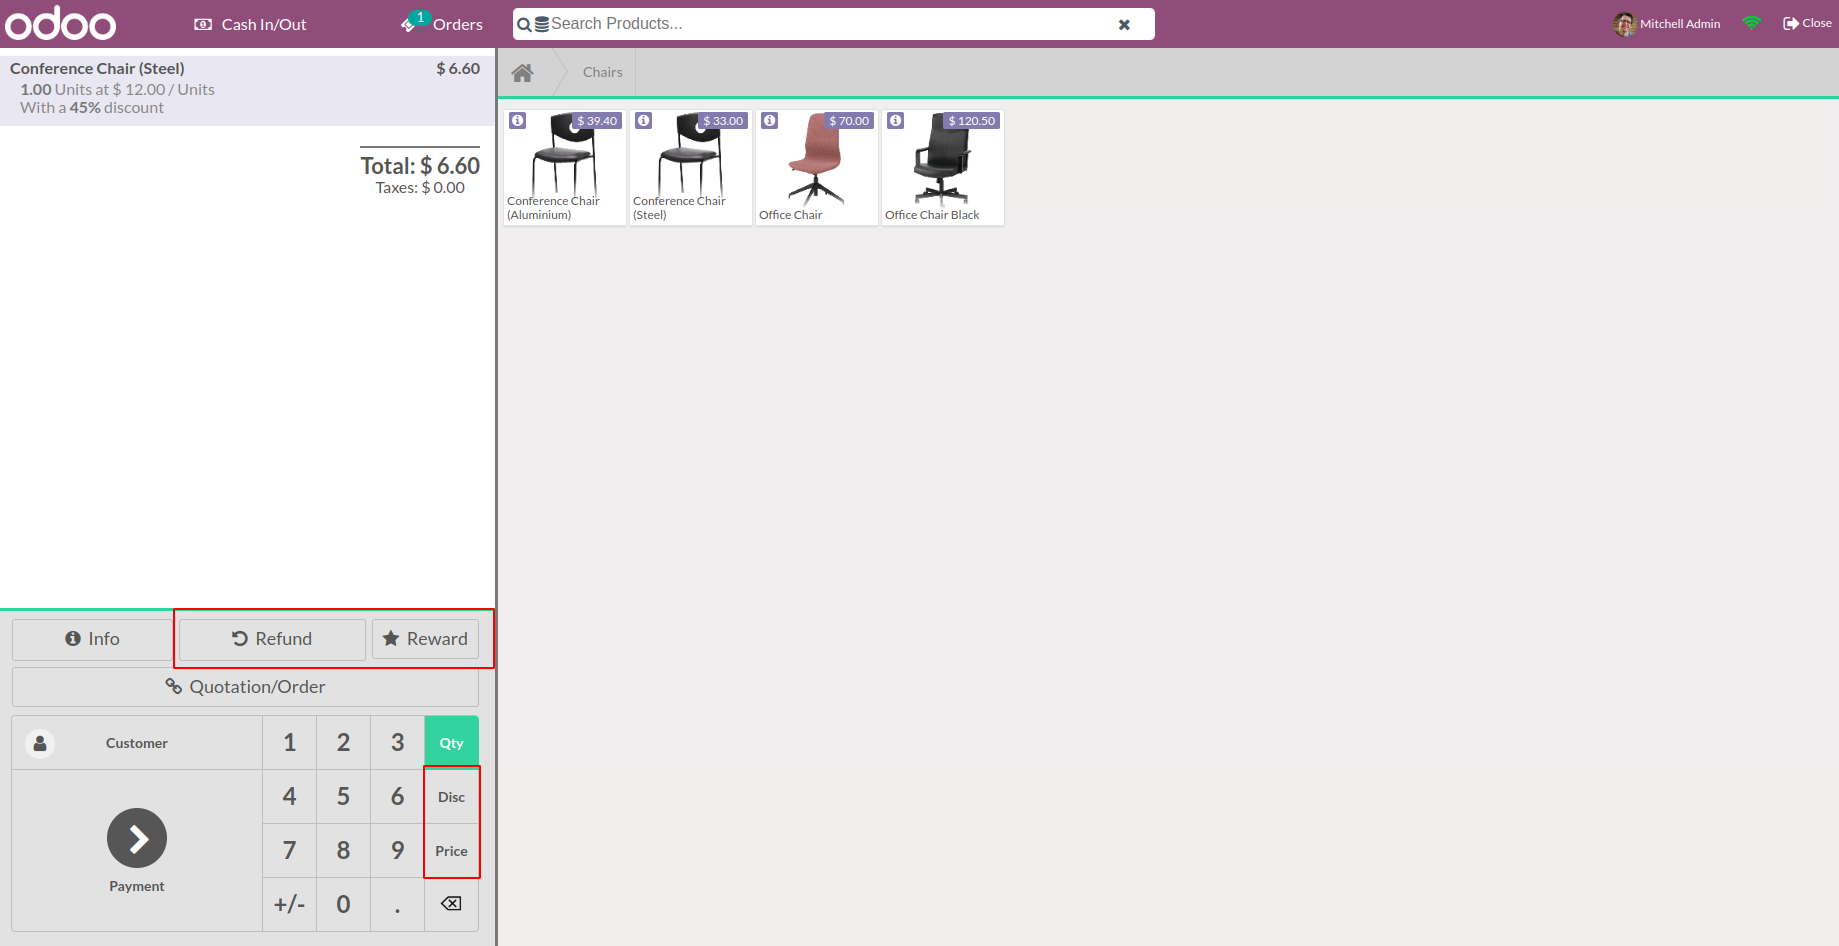 odoo
Cash In/Out
1
Orders
Search Products...
Mitchell Admin
Close
Conference Chair (Steel)
$ 6.60
1.00 Units at $ 12.00 / Units
With a 45% discount
Total: $ 6.60
Taxes: $ 0.00
Chairs
$ 39.40
Conference Chair
(Aluminium)
$ 33.00
Conference Chair
(Steel)
$ 70.00
Office Chair
$ 120.50
Office Chair Black
Info
Refund
Reward
Quotation/Order
Customer
1
2
3
Qty
4
5
6
Disc
7
8
9
Price
Payment
+/-
0
.